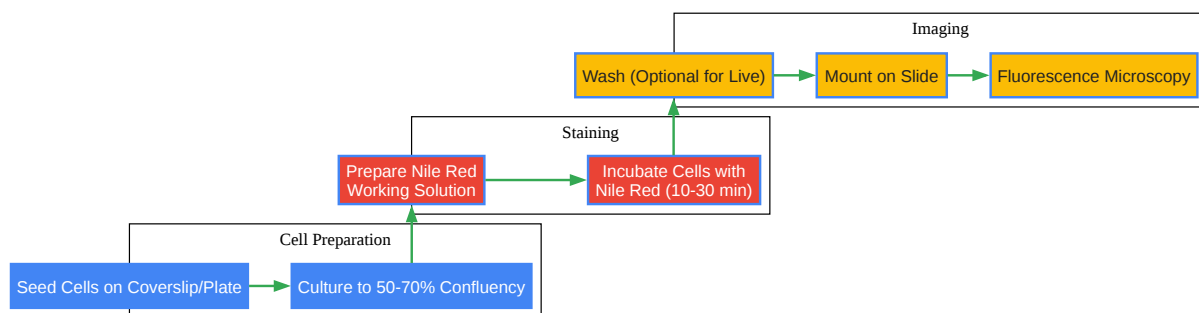 Imaging
Wash (Optional for Live)
Mount on Slide
Fluorescence Microscopy
Staining
Prepare Nile Red
Working Solution
Incubate Cells with
Nile Red (10-30 min)
Cell Preparation
Seed Cells on Coverslip/Plate
Culture to 50-70% Confluency